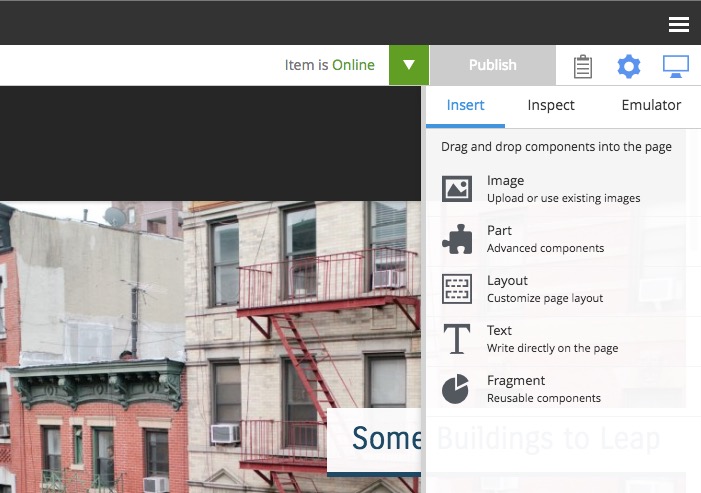 Item is Online
Publish
Insert Inspect Emulator
Drag and drop components into the page
Image
Upload or use existing images
Part
Advanced components
Layout
Customize page layout
Text
Write directly on the page
Fragment
Reusable components
Some Buildings to Leap